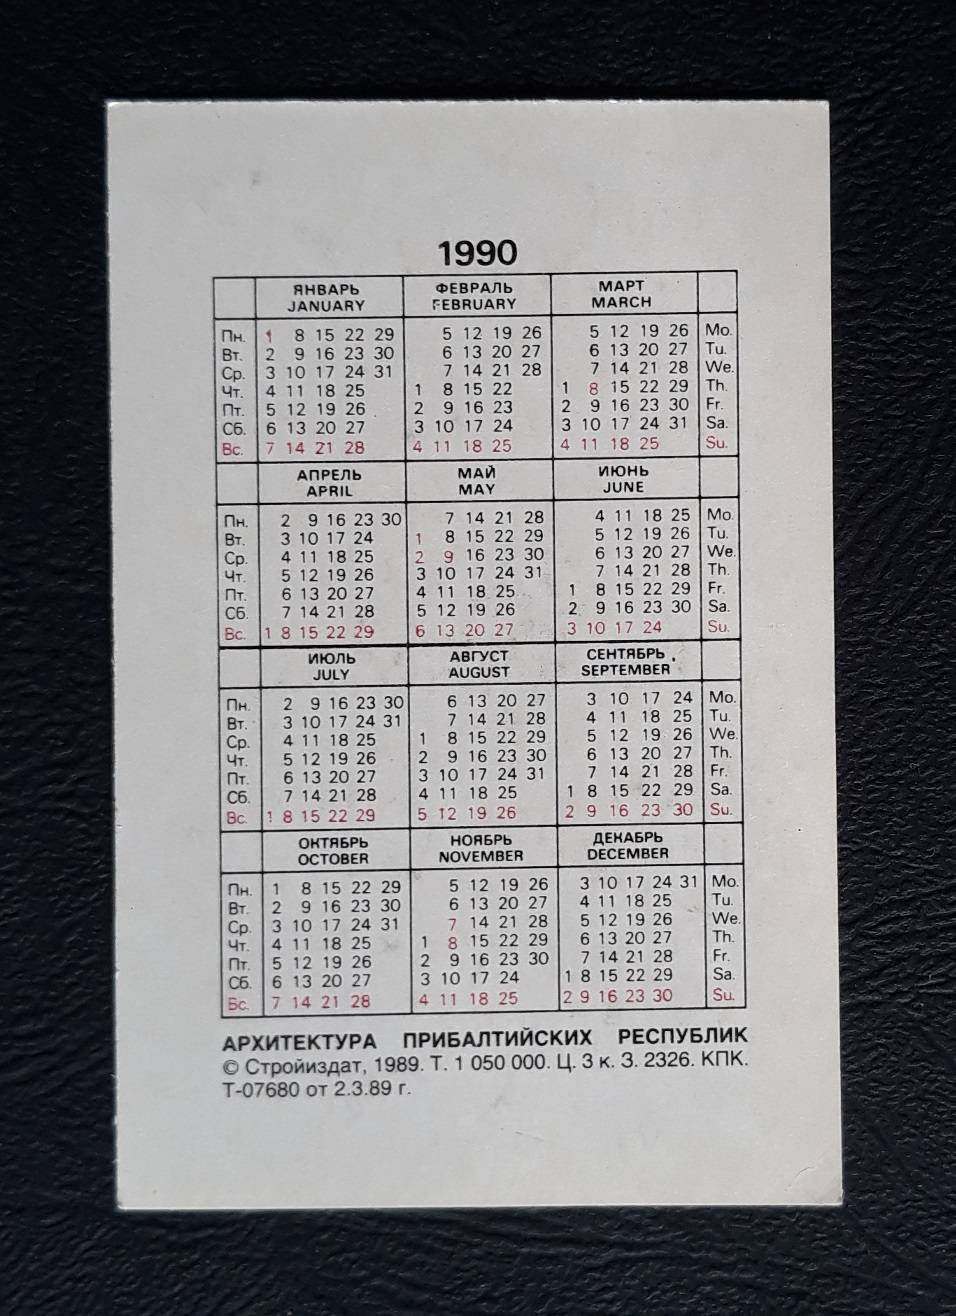 1990
ЯНВАРЬ ФЕВРАЛЬ МАРТ
JANUARY FEBRUARY MARCH
Пн. 1 8 15 22 29 5 12 19 26 5 12 19 26 Mo.
Вт. 2 9 16 23 30 6 13 20 27 6 13 20 27 Tu.
Ср. 3 10 17 24 31 7 14 21 28 7 14 21 28 We.
Чт. 4 11 18 25 1 8 15 22 1 8 15 22 29 Th.
Пт. 5 12 19 26 2 9 16 23 2 9 16 23 30 Fr.
Сб. 6 13 20 27 3 10 17 24 3 10 17 24 31 Sa.
Вс. 7 14 21 28 4 11 18 25 4 11 18 25 Su.
АПРЕЛЬ МАЙ ИЮНЬ
APRIL MAY JUNE
Пн. 2 9 16 23 30 7 14 21 28 4 11 18 25 Mo.
Вт. 3 10 17 24 1 8 15 22 29 5 12 19 26 Tu.
Ср. 4 11 18 25 2 9 16 23 30 6 13 20 27 We.
Чт. 5 12 19 26 3 10 17 24 31 7 14 21 28 Th.
Пт. 6 13 20 27 4 11 18 25 1 8 15 22 29 Fr.
Сб. 7 14 21 28 5 12 19 26 2 9 16 23 30 Sa.
Вс. 1 8 15 22 29 6 13 20 27 3 10 17 24 Su.
ИЮЛЬ АВГУСТ СЕНТЯБРЬ
JULY AUGUST SEPTEMBER
Пн. 2 9 16 23 30 6 13 20 27 3 10 17 24 Mo.
Вт. 3 10 17 24 31 7 14 21 28 4 11 18 25 Tu.
Ср. 4 11 18 25 1 8 15 22 29 5 12 19 26 We.
Чт. 5 12 19 26 2 9 16 23 30 6 13 20 27 Th.
Пт. 6 13 20 27 3 10 17 24 31 7 14 21 28 Fr.
Сб. 7 14 21 28 4 11 18 25 1 8 15 22 29 Sa.
Вс. 1 8 15 22 29 5 12 19 26 2 9 16 23 30 Su.
ОКТЯБРЬ НОЯБРЬ ДЕКАБРЬ
OCTOBER NOVEMBER DECEMBER
Пн. 1 8 15 22 29 5 12 19 26 3 10 17 24 31 Mo.
Вт. 2 9 16 23 30 6 13 20 27 4 11 18 25 Tu.
Ср. 3 10 17 24 31 7 14 21 28 5 12 19 26 We.
Чт. 4 11 18 25 1 8 15 22 29 6 13 20 27 Th.
Пт. 5 12 19 26 2 9 16 23 30 7 14 21 28 Fr.
Сб. 6 13 20 27 3 10 17 24 1 8 15 22 29 Sa.
Вс. 7 14 21 28 4 11 18 25 2 9 16 23 30 Su.
АРХИТЕКТУРА ПРИБАЛТИЙСКИХ РЕСПУБЛИК
© Стройиздат, 1989. Т. 1 050 000. Ц. 3 к. З. 2326. КПК.
Т-07680 от 2.3.89 г.